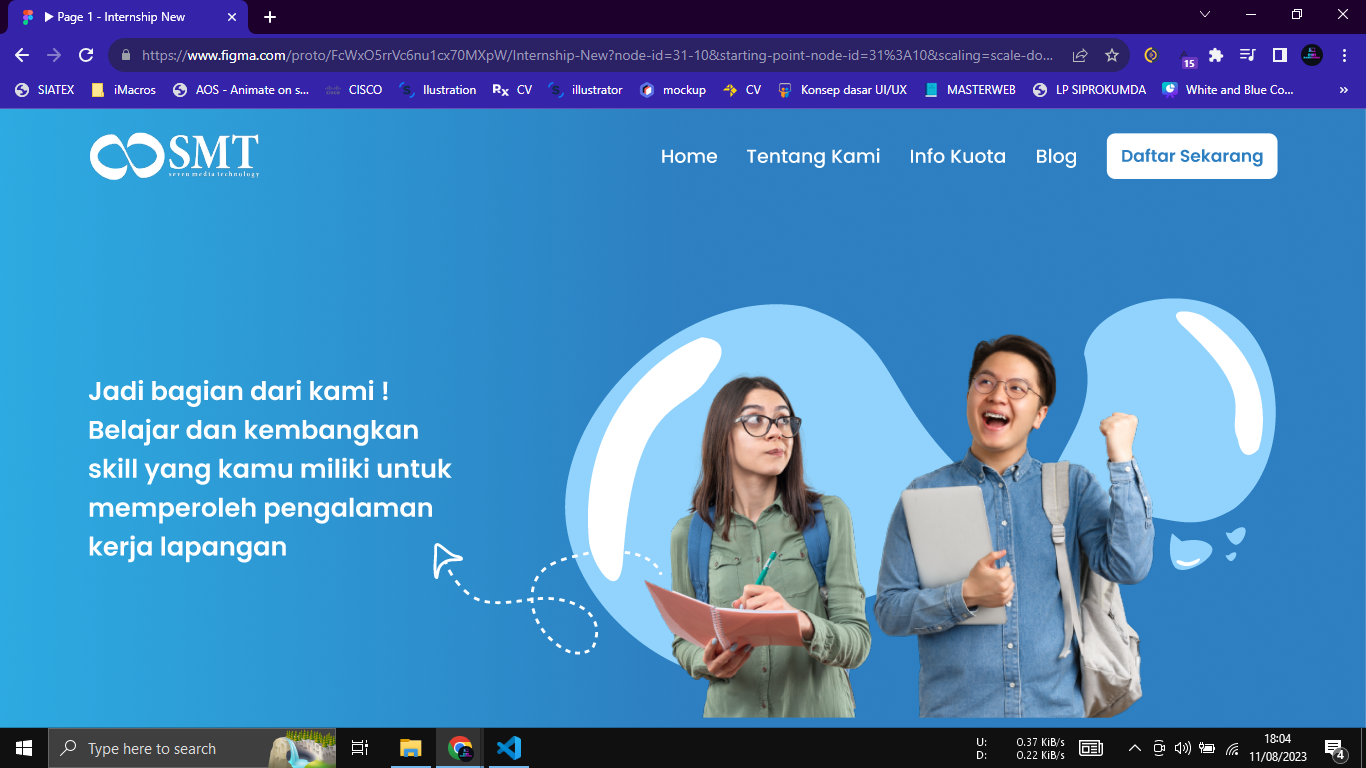 Page 1 - Internship New
https://www.figma.com/proto/FcWxO5rrVc6nu1cx70MXpW/Internship-New?node-id=31-10&starting-point-node-id=31%3A10&scaling=scale-do...
15
SIATEX
iMacros
AOS - Animate on s...
CISCO
Ilustration
Rx CV
illustrator
mockup
CV
Konsep dasar UI/UX
MASTERWEB
LP SIPROKUMDA
White and Blue Co...
»
SMT
seven media technology
Home
Tentang Kami
Info Kuota
Blog
Daftar Sekarang
Jadi bagian dari kami !
Belajar dan kembangkan
skill yang kamu miliki untuk
memperoleh pengalaman
kerja lapangan
Type here to search
U: 0.37 KiB/s
D: 0.22 KiB/s
18:04
11/08/2023
4